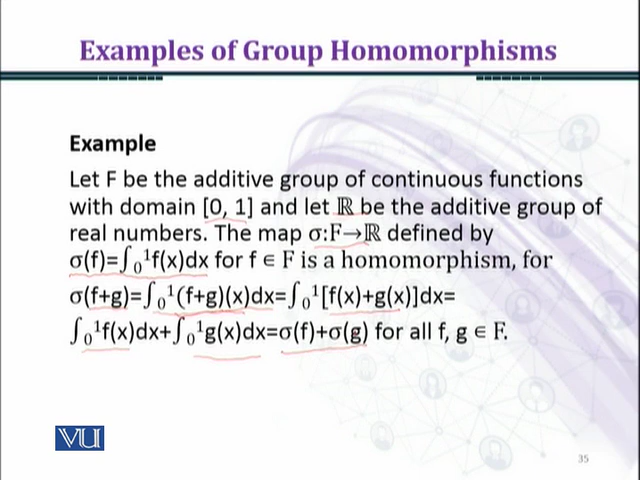 Examples of Group Homomorphisms
Example
Let F be the additive group of continuous functions
with domain [0, 1] and let ℝ be the additive group of
real numbers. The map σ:F→ℝ defined by
σ(f)=∫₀¹f(x)dx for f ∈ F is a homomorphism, for
σ(f+g)=∫₀¹(f+g)(x)dx=∫₀¹[f(x)+g(x)]dx=
∫₀¹f(x)dx+∫₀¹g(x)dx=σ(f)+σ(g) for all f, g ∈ F.
VU
35